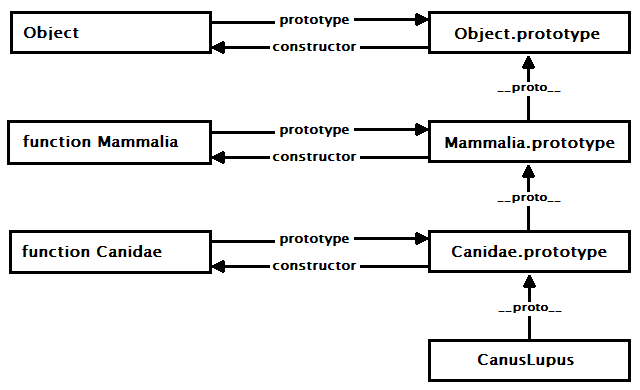 Object
prototype
constructor
Object.prototype
__proto__
function Mammalia
prototype
constructor
Mammalia.prototype
__proto__
function Canidae
prototype
constructor
Canidae.prototype
__proto__
CanusLupus